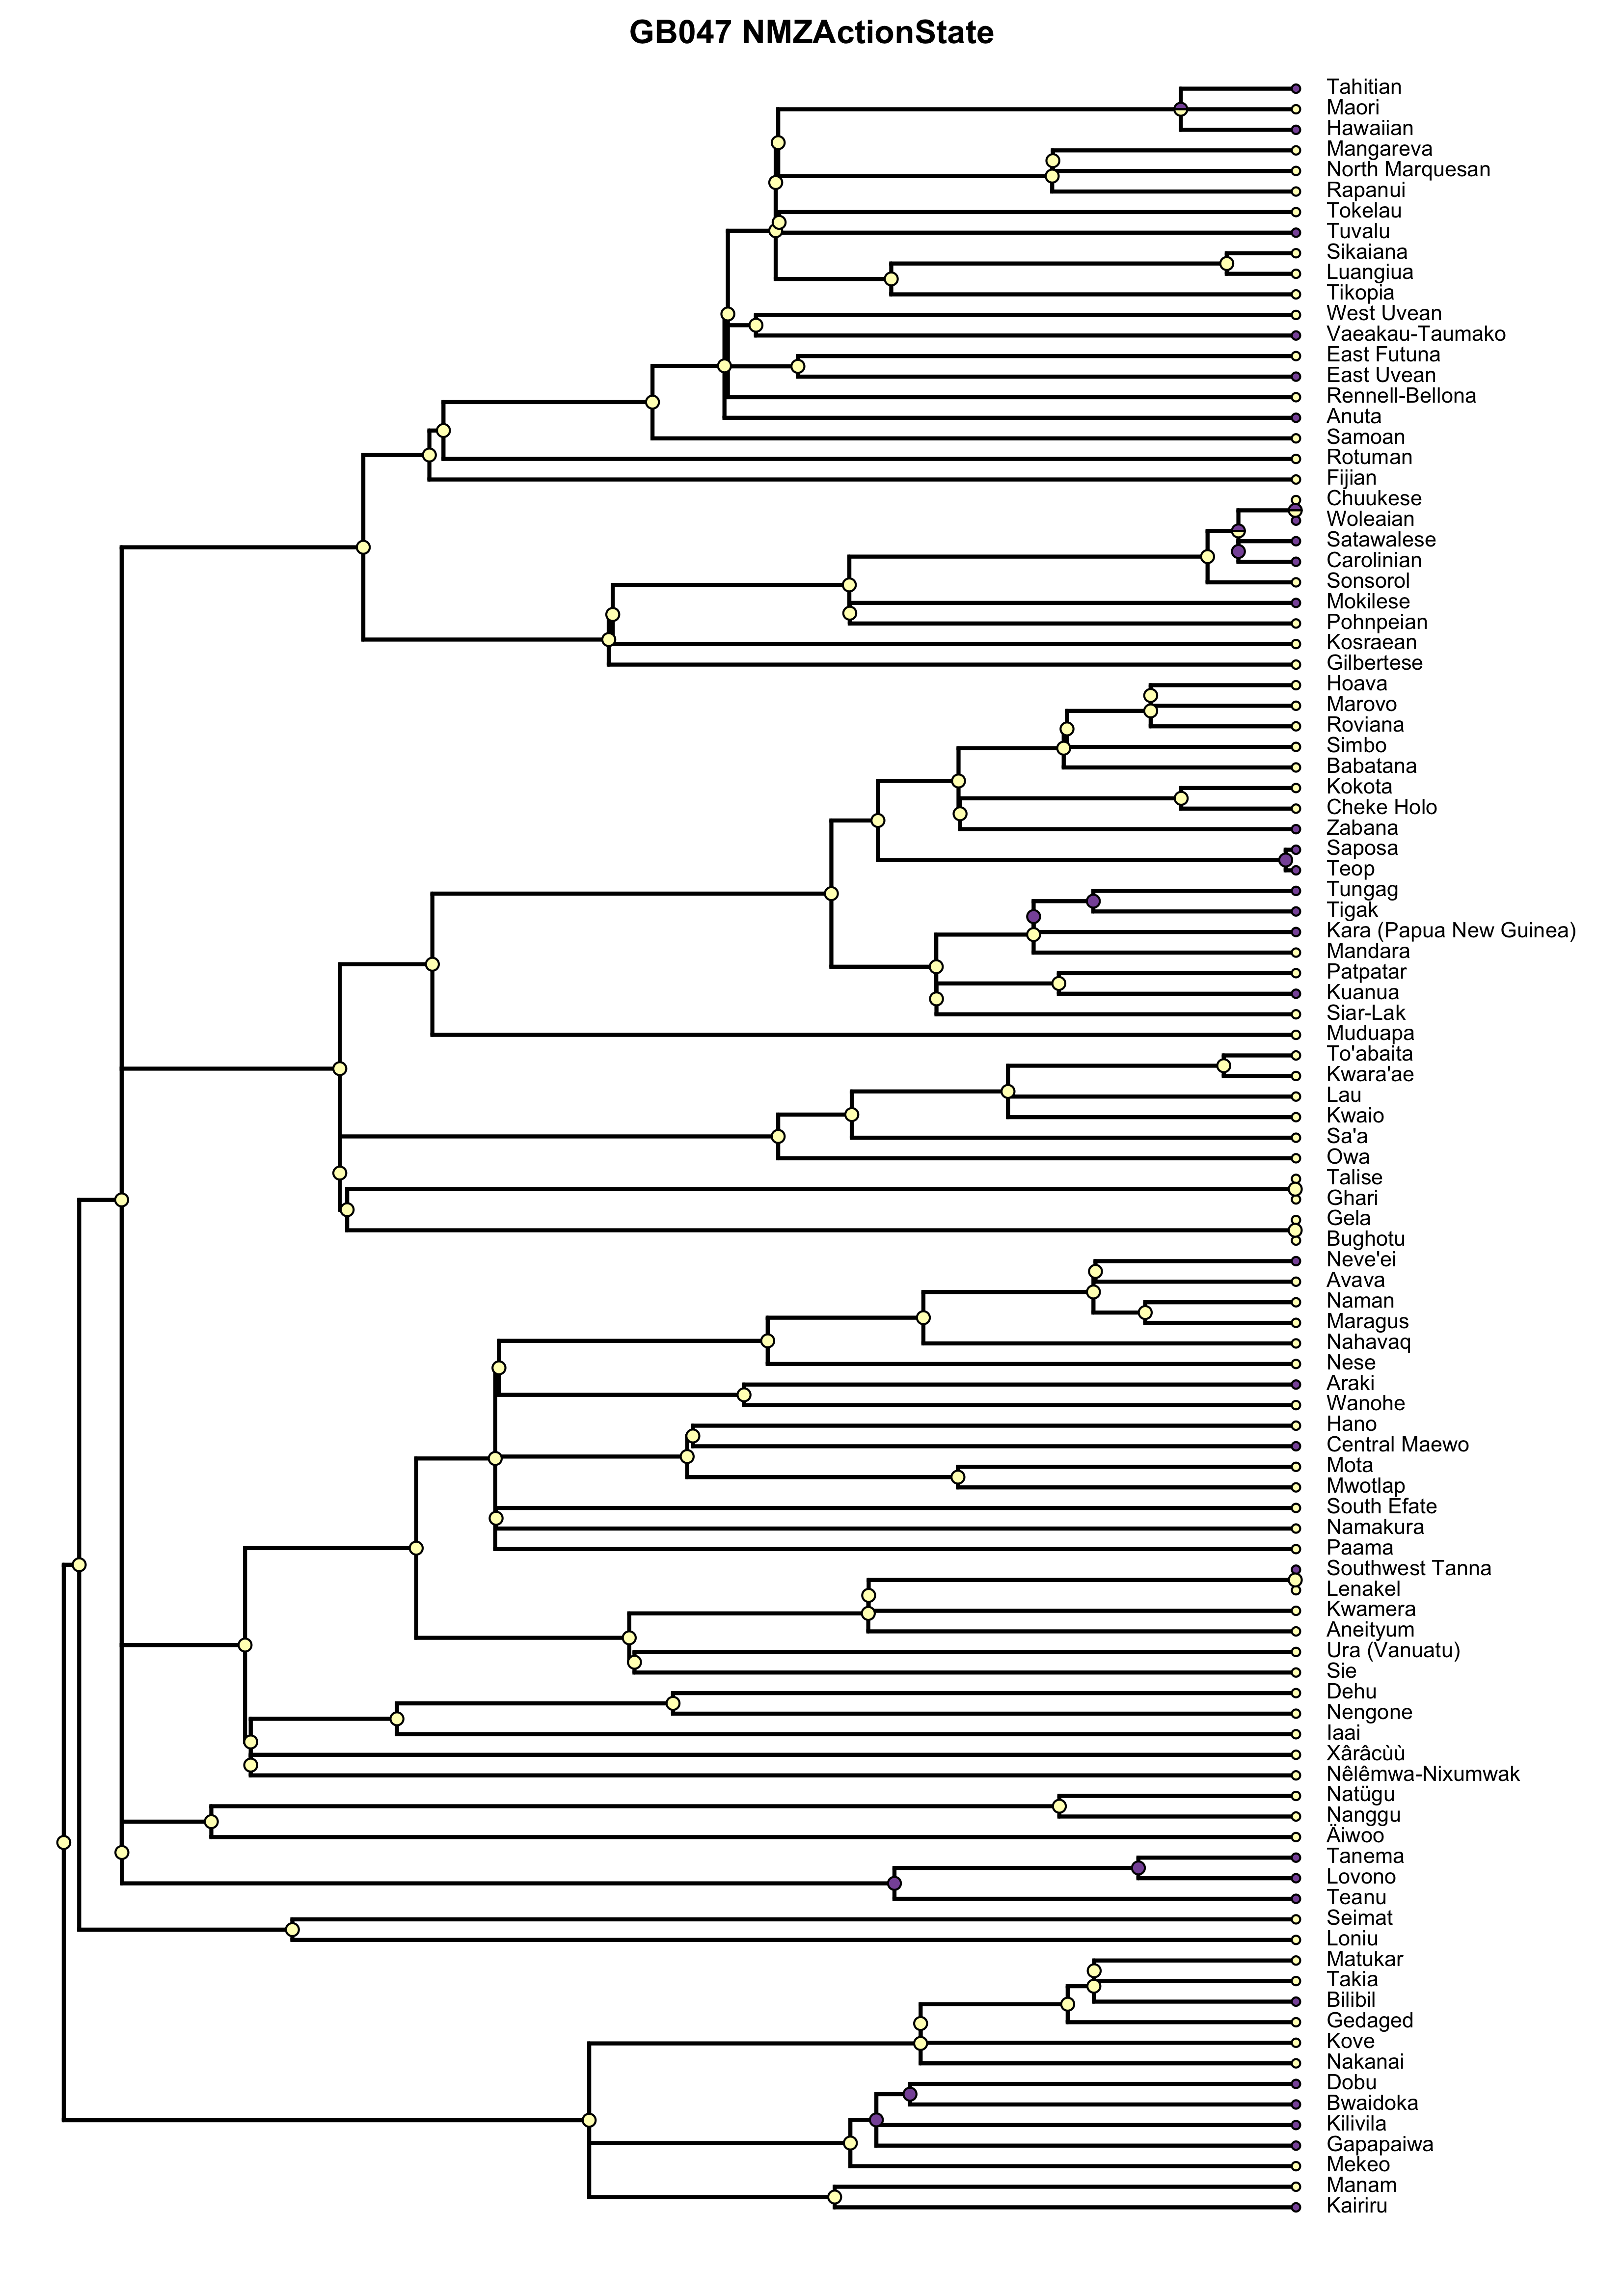 GB047 NMZActionState
Tahitian
Maori
Hawaiian
Mangareva
North Marquesan
Rapanui
Tokelau
Tuvalu
Sikaiana
Luangiua
Tikopia
West Uvean
Vaeakau-Taumako
East Futuna
East Uvean
Rennell-Bellona
Anuta
Samoan
Rotuman
Fijian
Chuukese
Woleaian
Satawalese
Carolinian
Sonsorol
Mokilese
Pohnpeian
Kosraean
Gilbertese
Hoava
Marovo
Roviana
Simbo
Babatana
Kokota
Cheke Holo
Zabana
Saposa
Teop
Tungag
Tigak
Kara (Papua New Guinea)
Mandara
Patpatar
Kuanua
Siar-Lak
Muduapa
To'abaita
Kwara'ae
Lau
Kwaio
Sa'a
Owa
Talise
Ghari
Gela
Bughotu
Neve'ei
Avava
Naman
Maragus
Nahavaq
Nese
Araki
Wanohe
Hano
Central Maewo
Mota
Mwotlap
South Efate
Namakura
Paama
Southwest Tanna
Lenakel
Kwamera
Aneityum
Ura (Vanuatu)
Sie
Dehu
Nengone
Iaai
Xârâcùù
Nêlêmwa-Nixumwak
Natügu
Nanggu
Äiwoo
Tanema
Lovono
Teanu
Seimat
Loniu
Matukar
Takia
Bilibil
Gedaged
Kove
Nakanai
Dobu
Bwaidoka
Kilivila
Gapapaiwa
Mekeo
Manam
Kairiru